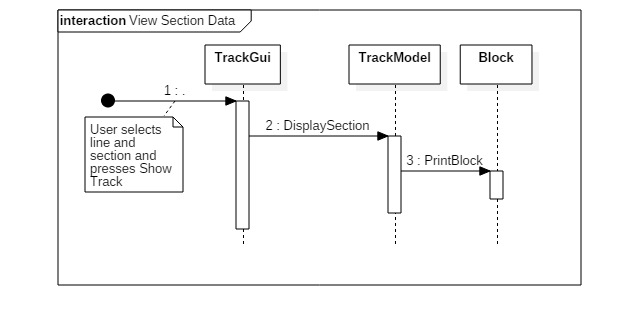 interaction View Section Data
TrackGui
TrackModel
Block
1 : .
User selects
line and
section and
presses Show
Track
2 : DisplaySection
3 : PrintBlock